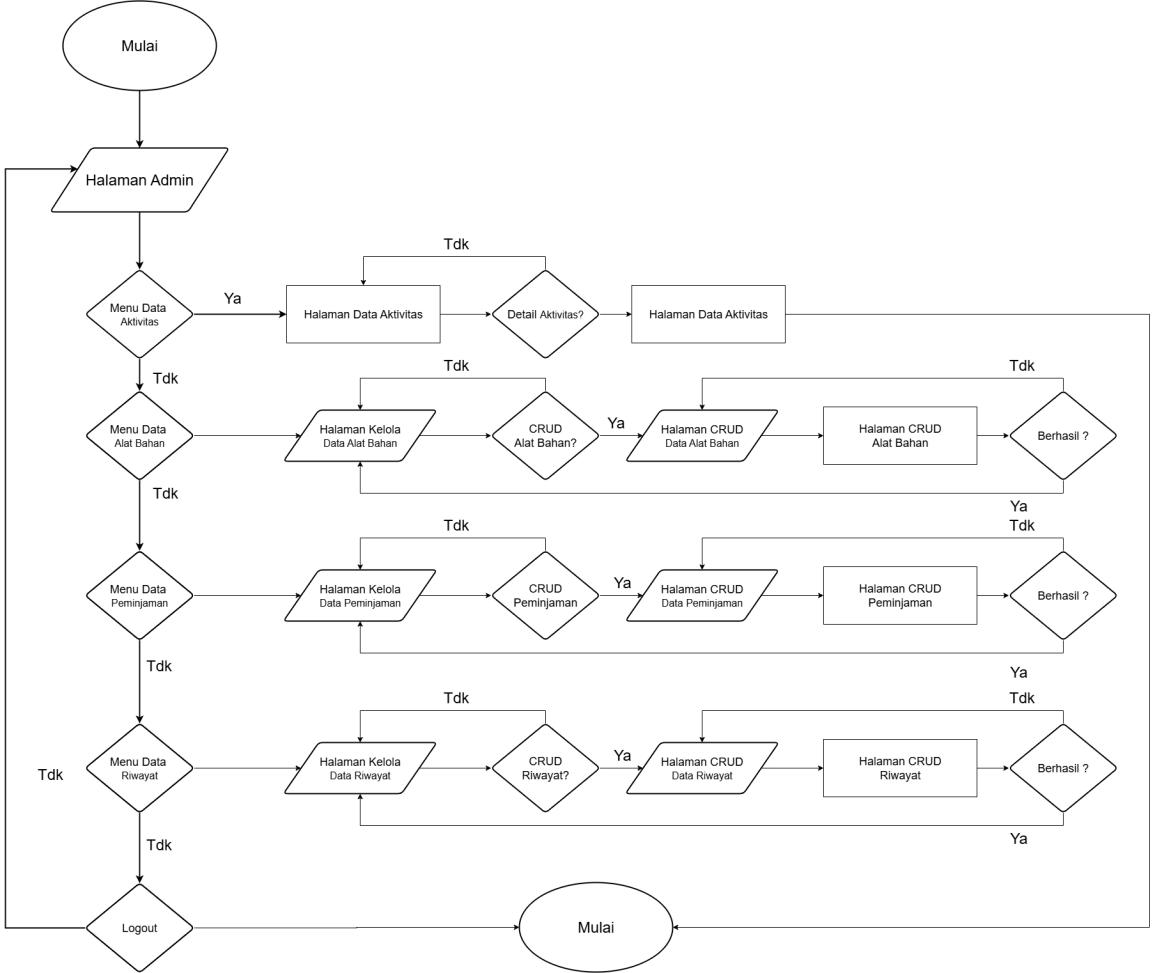 Mulai
Halaman Admin
Tdk
Ya
Menu Data
Aktivitas
Halaman Data Aktivitas
Detail Aktivitas?
Halaman Data Aktivitas
Tdk
Tdk
Tdk
Menu Data
Alat Bahan
Halaman Kelola
Data Alat Bahan
CRUD
Alat Bahan?
Ya
Halaman CRUD
Data Alat Bahan
Halaman CRUD
Alat Bahan
Berhasil ?
Tdk
Ya
Tdk
Tdk
Menu Data
Peminjaman
Halaman Kelola
Data Peminjaman
CRUD
Peminjaman
Ya
Halaman CRUD
Data Peminjaman
Halaman CRUD
Peminjaman
Berhasil ?
Tdk
Ya
Tdk
Tdk
Menu Data
Riwayat
Halaman Kelola
Data Riwayat
CRUD
Riwayat?
Ya
Halaman CRUD
Data Riwayat
Halaman CRUD
Riwayat
Berhasil ?
Tdk
Tdk
Ya
Logout
Mulai